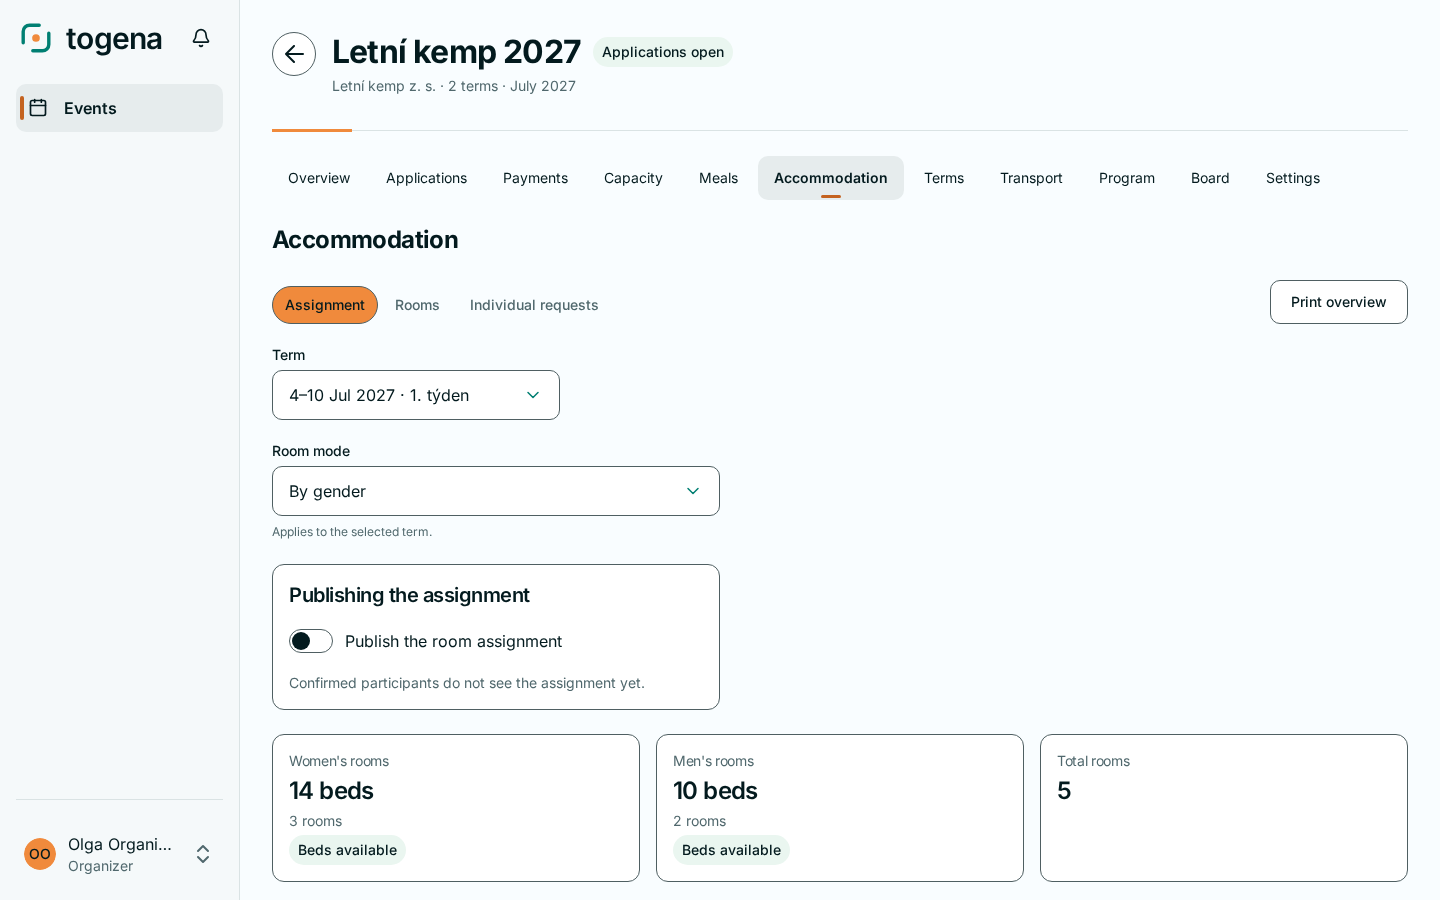 togena
Events
Letní kemp 2027
Applications open
Letní kemp z. s. · 2 terms · July 2027
Overview
Applications
Payments
Capacity
Meals
Accommodation
Terms
Transport
Program
Board
Settings
Accommodation
Assignment
Rooms
Individual requests
Print overview
Term
4–10 Jul 2027 · 1. týden
Room mode
By gender
Applies to the selected term.
Publishing the assignment
Publish the room assignment
Confirmed participants do not see the assignment yet.
Women's rooms
14 beds
3 rooms
Beds available
Men's rooms
10 beds
2 rooms
Beds available
Total rooms
5
OO
Olga Organi...
Organizer